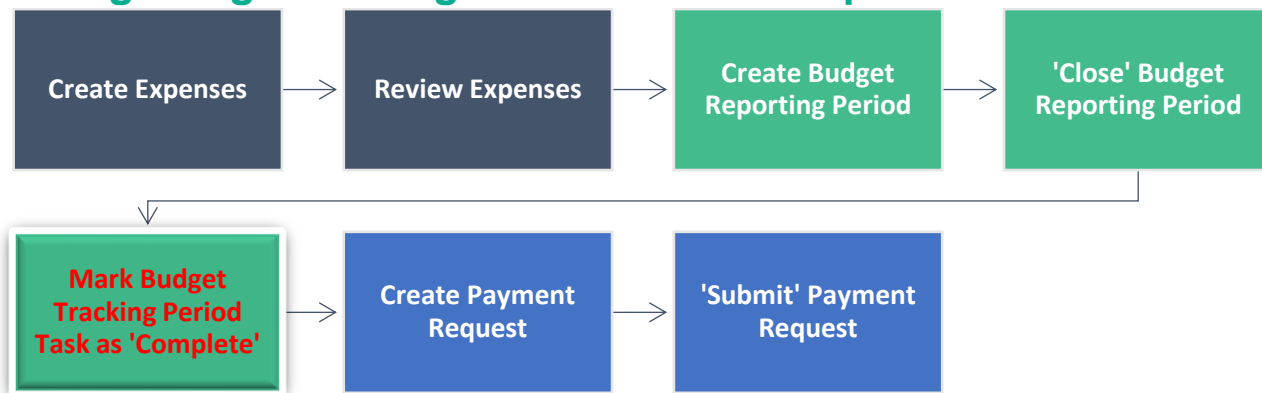 Create Expenses
Review Expenses
Create Budget
Reporting Period
'Close' Budget
Reporting Period
Mark Budget
Tracking Period
Task as 'Complete'
Create Payment
Request
'Submit' Payment
Request